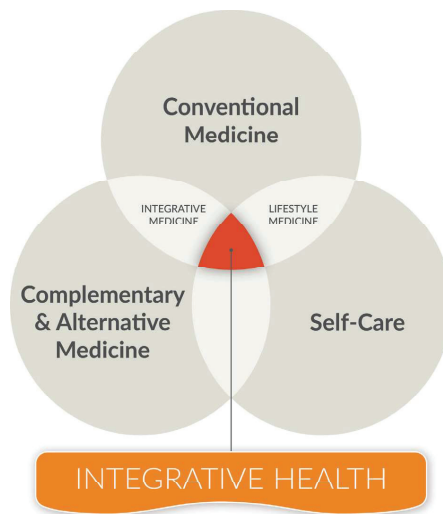 Conventional
Medicine
INTEGRATIVE
MEDICINE
LIFESTYLE
MEDICINE
Complementary
& Alternative
Medicine
Self-Care
INTEGRATIVE HEALTH